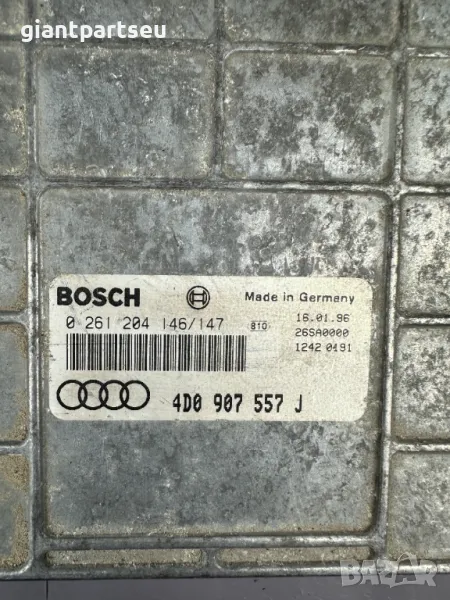 giantpartseu
BOSCH
Made in Germany
0 261 204 146/147
810
16.01.96
26SA0000
1242 0191
4D0 907 557 J
BAZAR